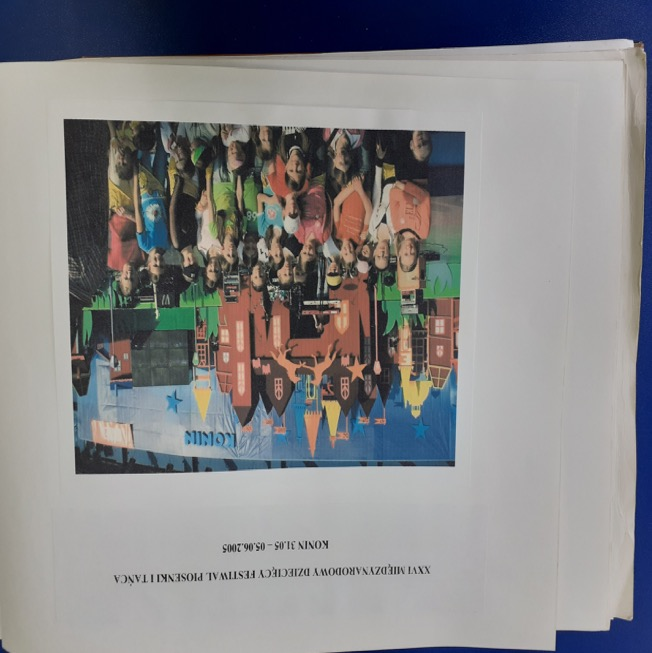 XXVI MIĘDZYNARODOWY DZIECIĘCY FESTIWAL PIOSENKI I TAŃCA
KONIN 31.05 – 05.06.2005
KONIN